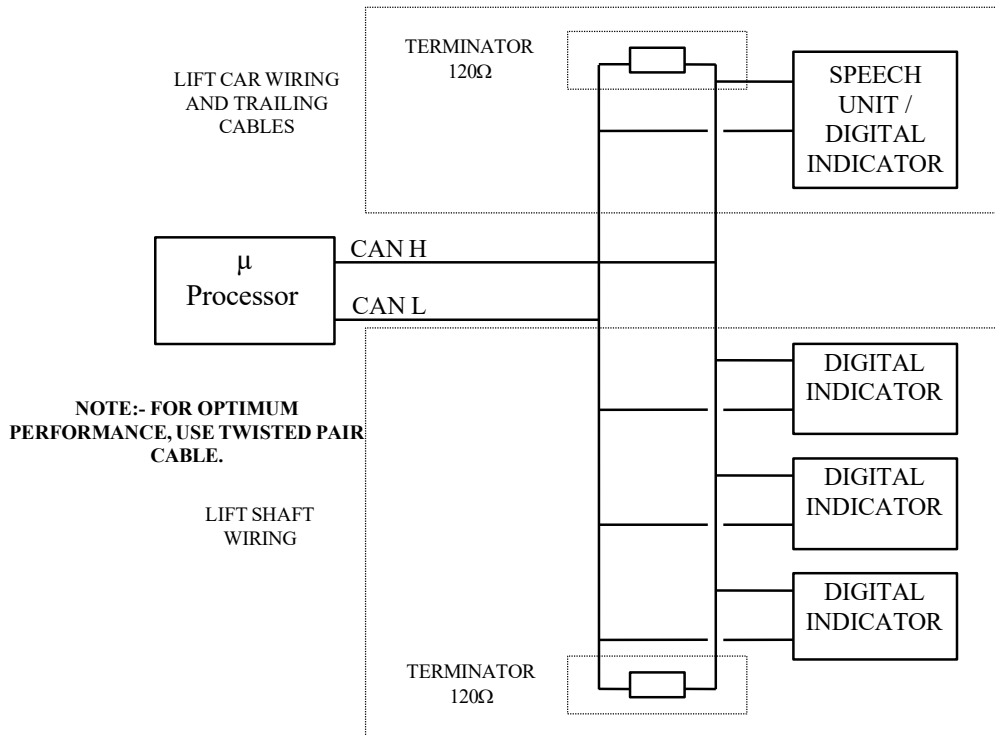 TERMINATOR
120Ω
LIFT CAR WIRING
AND TRAILING
CABLES
SPEECH
UNIT /
DIGITAL
INDICATOR
μ
Processor
CAN H
CAN L
DIGITAL
INDICATOR
NOTE:- FOR OPTIMUM
PERFORMANCE, USE TWISTED PAIR
CABLE.
DIGITAL
INDICATOR
LIFT SHAFT
WIRING
DIGITAL
INDICATOR
TERMINATOR
120Ω